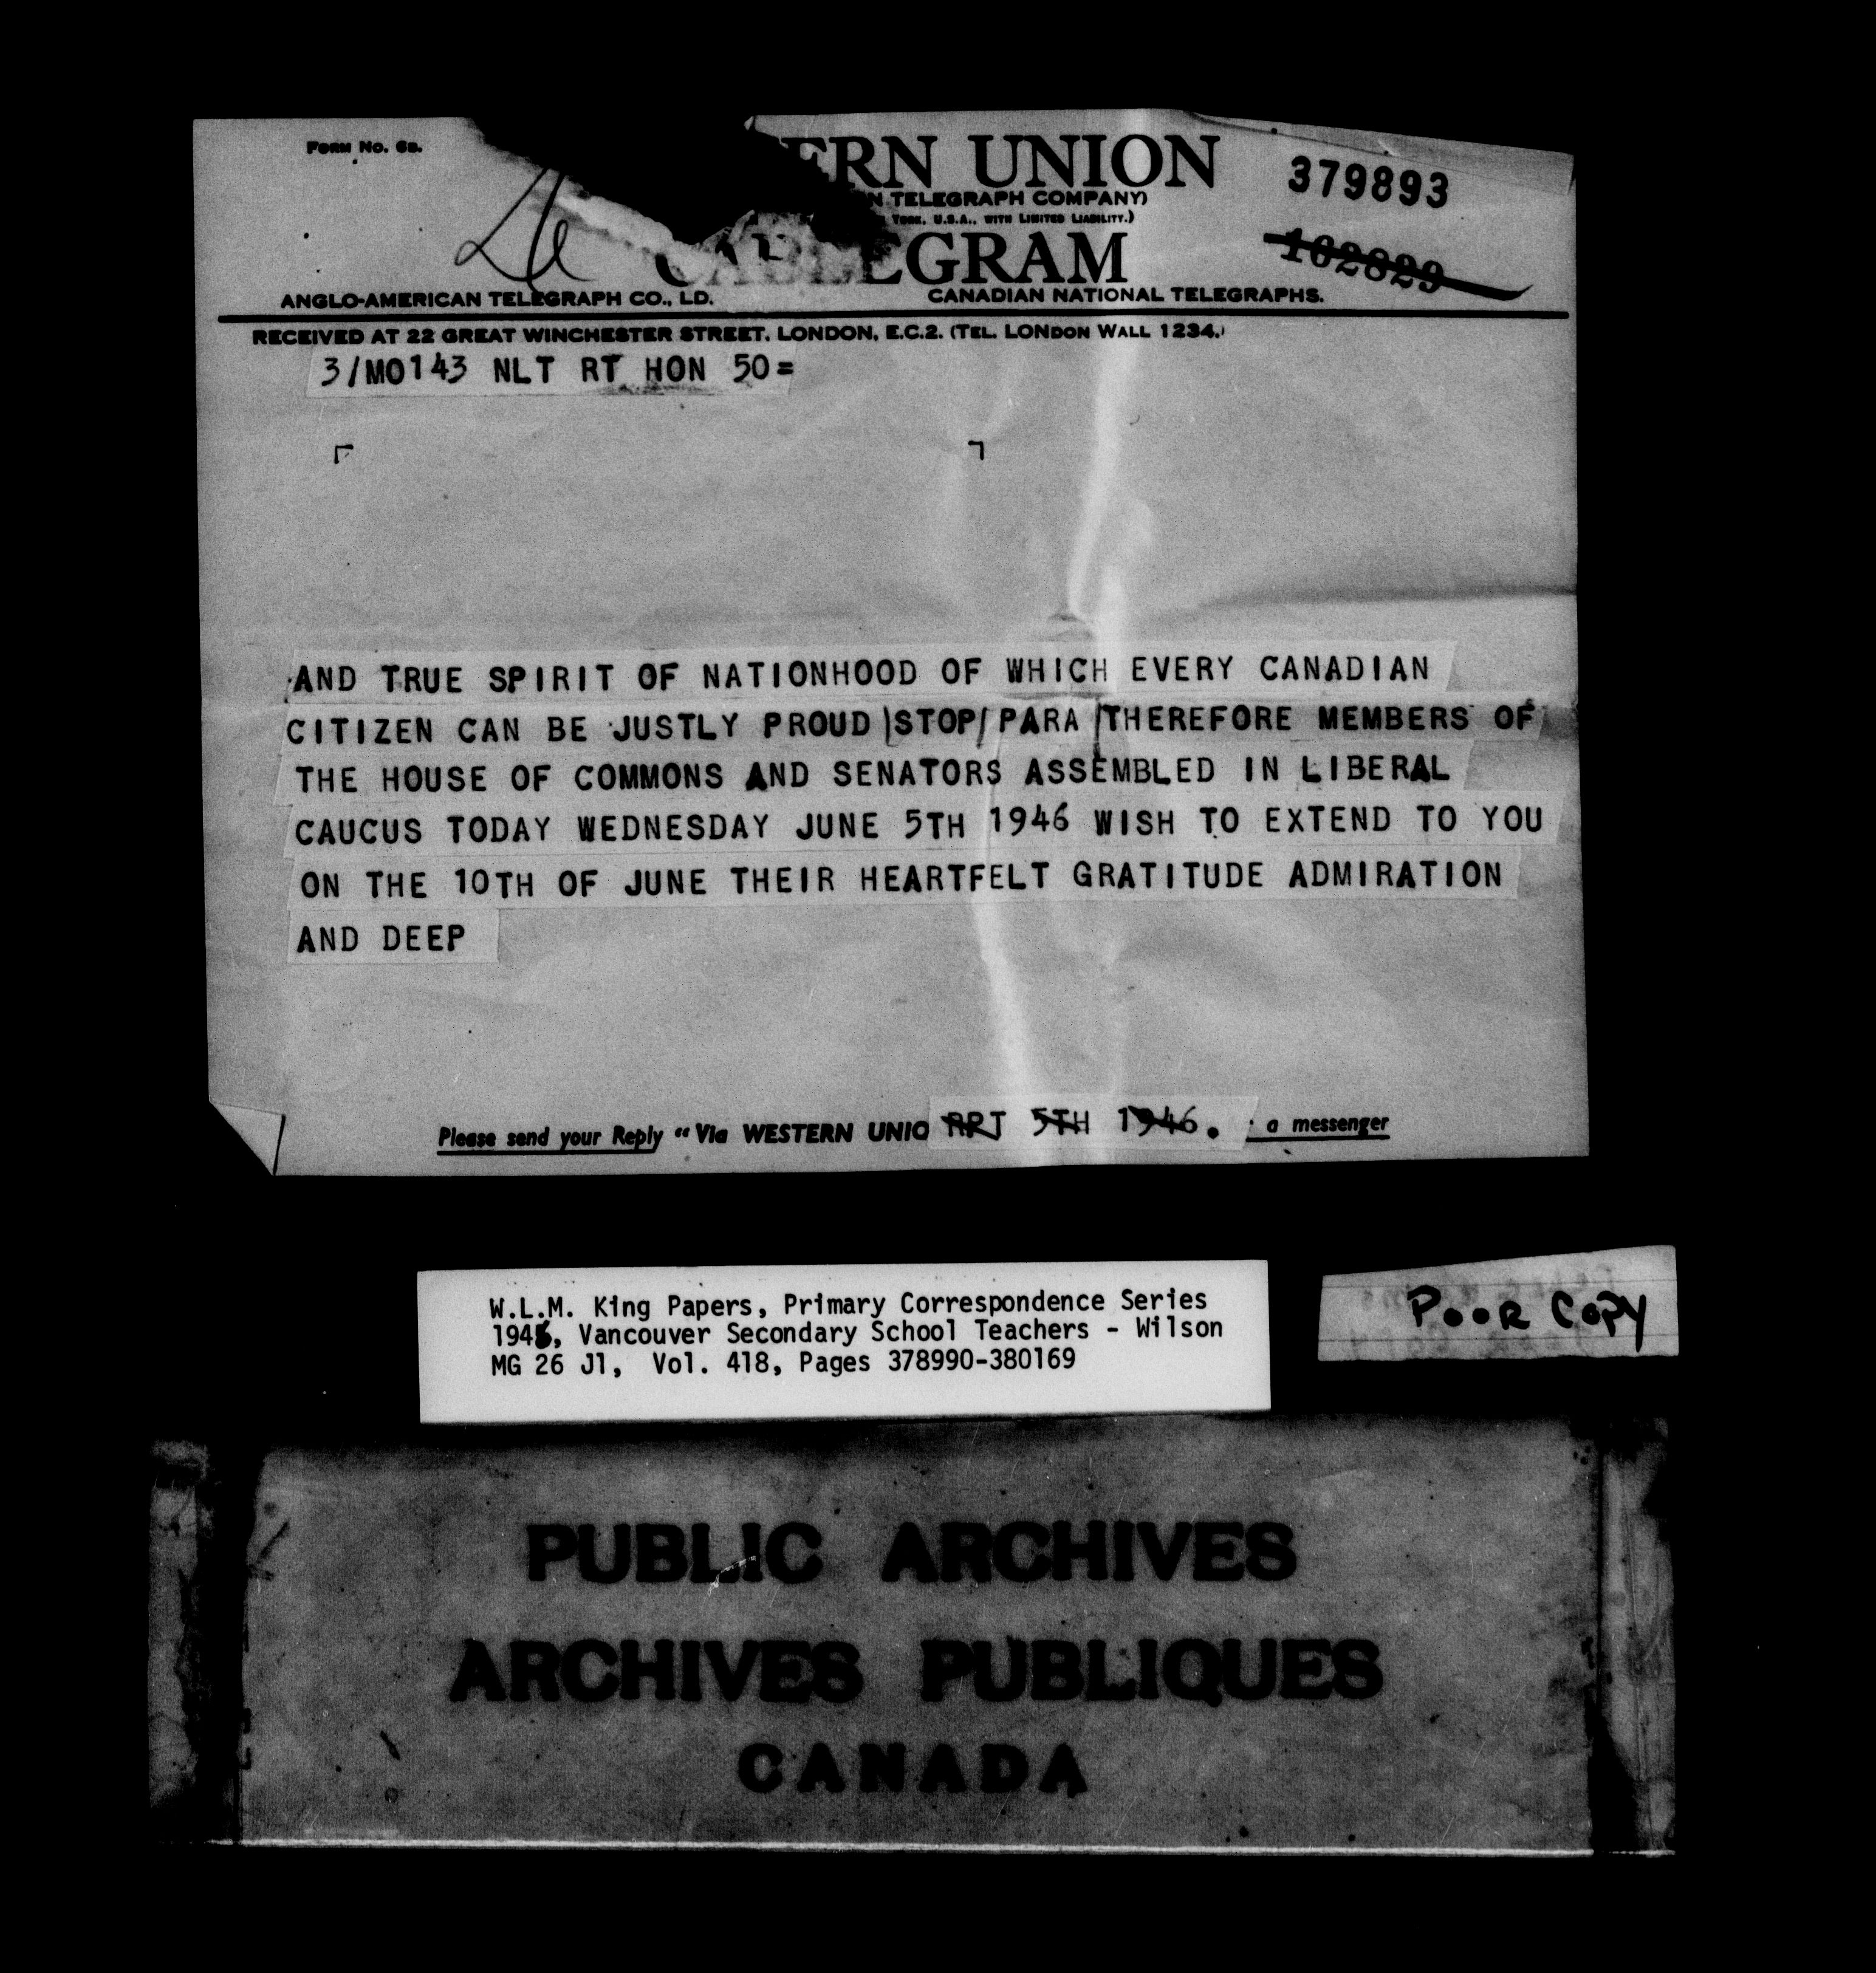 Form No. 6B.
ERN UNION
379893
N TELEGRAPH COMPANY)
York, U.S.A., with Limited Liability.)
162829
De
CABLEGRAM
ANGLO-AMERICAN TELEGRAPH CO., LD. CANADIAN NATIONAL TELEGRAPHS.
RECEIVED AT 22 GREAT WINCHESTER STREET, LONDON, E.C.2. (TEL. LONDON WALL 1234.)
3/MO143 NLT RT HON 50=
AND TRUE SPIRIT OF NATIONHOOD OF WHICH EVERY CANADIAN
CITIZEN CAN BE JUSTLY PROUD STOP/ PARA THEREFORE MEMBERS OF
THE HOUSE OF COMMONS AND SENATORS ASSEMBLED IN LIBERAL
CAUCUS TODAY WEDNESDAY JUNE 5TH 1946 WISH TO EXTEND TO YOU
ON THE 10TH OF JUNE THEIR HEARTFELT GRATITUDE ADMIRATION
AND DEEP
Please send your Reply "Via WESTERN UNIO 5TH 1946. a messenger
W.L.M. King Papers, Primary Correspondence Series
1946, Vancouver Secondary School Teachers - Wilson
MG 26 J1, Vol. 418, Pages 378990-380169
POOR COPY
PUBLIC ARCHIVES
ARCHIVES PUBLIQUES
CANADA